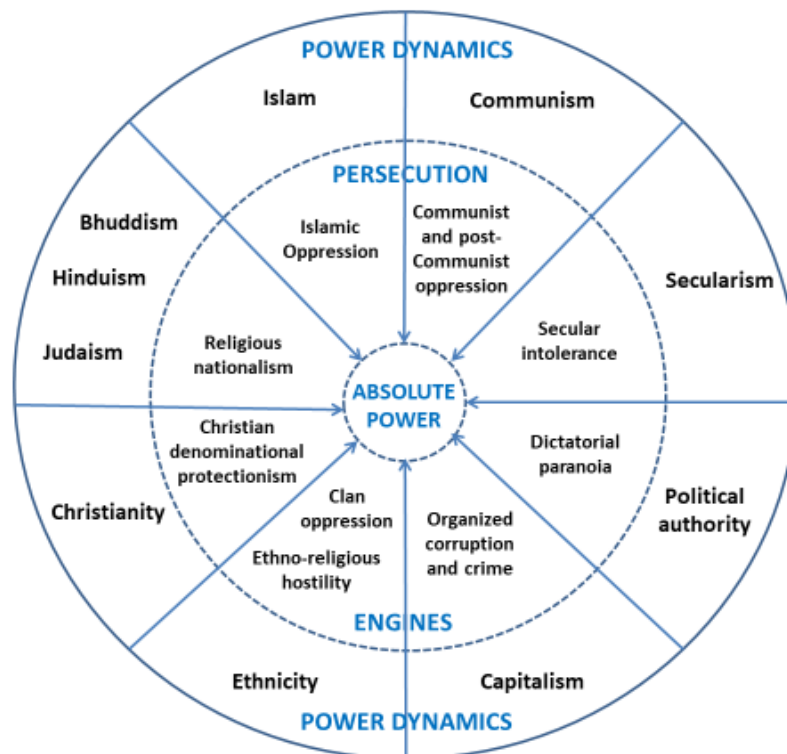 POWER DYNAMICS
Islam
Communism
PERSECUTION
Bhuddism
Hinduism
Judaism
Islamic
Oppression
Communist
and post-
Communist
oppression
Secularism
Religious
nationalism
Secular
intolerance
ABSOLUTE
POWER
Christian
denominational
protectionism
Dictatorial
paranoia
Christianity
Clan
oppression
Ethno-religious
hostility
Organized
corruption
and crime
Political
authority
ENGINES
Ethnicity
Capitalism
POWER DYNAMICS